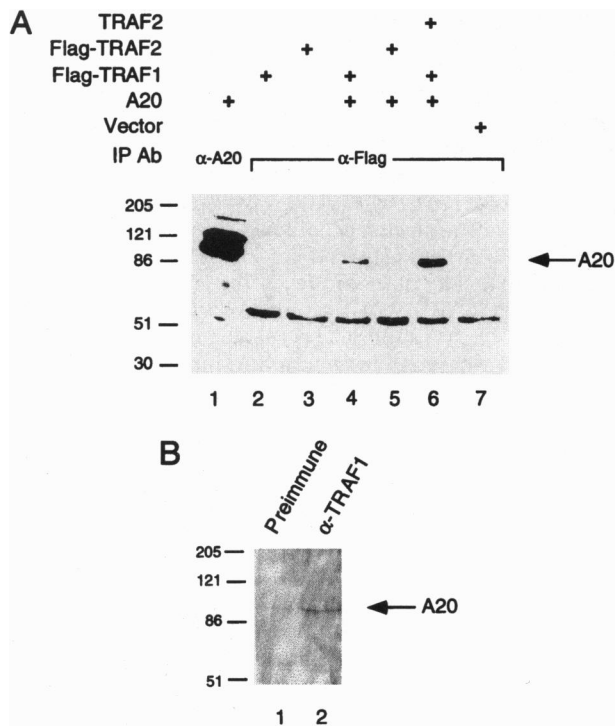 A
TRAF2 +
Flag-TRAF2 + +
Flag-TRAF1 + + +
A20 + + + +
Vector +
IP Ab α-A20 α-Flag
205
121
86
51
30
A20
1 2 3 4 5 6 7
B
Preimmune
α-TRAF1
205
121
86
51
A20
1 2